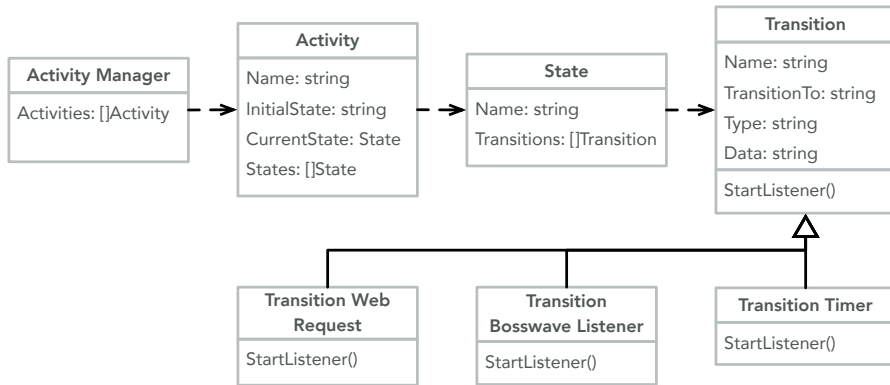 Activity Manager
Activities: []Activity
Activity
Name: string
InitialState: string
CurrentState: State
States: []State
State
Name: string
Transitions: []Transition
Transition
Name: string
TransitionTo: string
Type: string
Data: string
StartListener()
Transition Web
Request
StartListener()
Transition
Bosswave Listener
StartListener()
Transition Timer
StartListener()